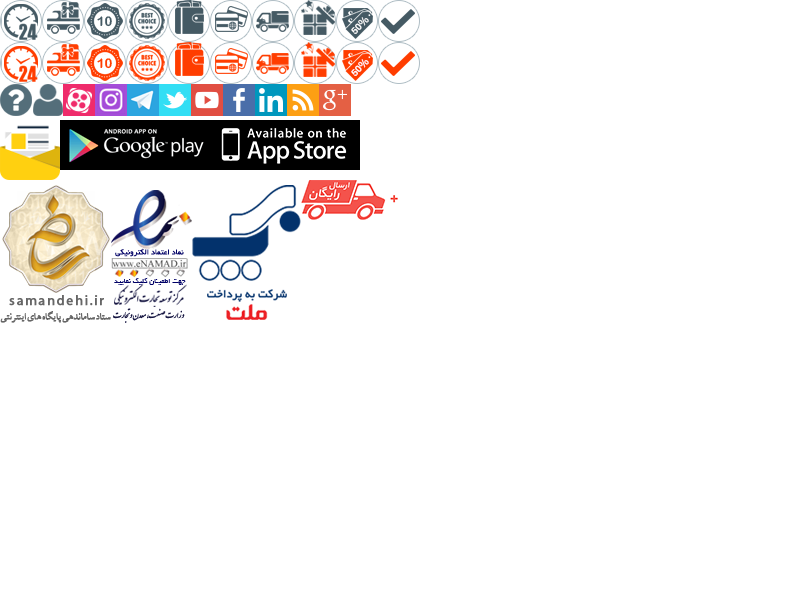 24
10
BEST
CHOICE
50%
24
10
BEST
CHOICE
50%
?
f
in
g+
ANDROID APP ON
Google play
Available on the
App Store
ارسال
رایگان
+
نماد اعتماد الکترونیکی
www.eNAMAD.ir
جهت اطمینان کلیک نمایید
مرکز توسعه تجارت الکترونیکی
وزارت صنعت، معدن و تجارت
samandehi.ir
ستاد ساماندهی پایگاه های اینترنتی
شرکت به پرداخت
ملت